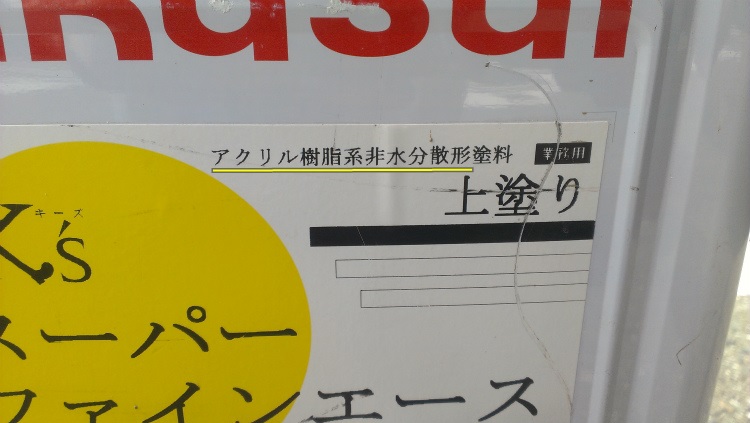 アクリル樹脂系非水分散形塗料 業務用
上塗り
キーズ
K's
スーパー
ファインエース